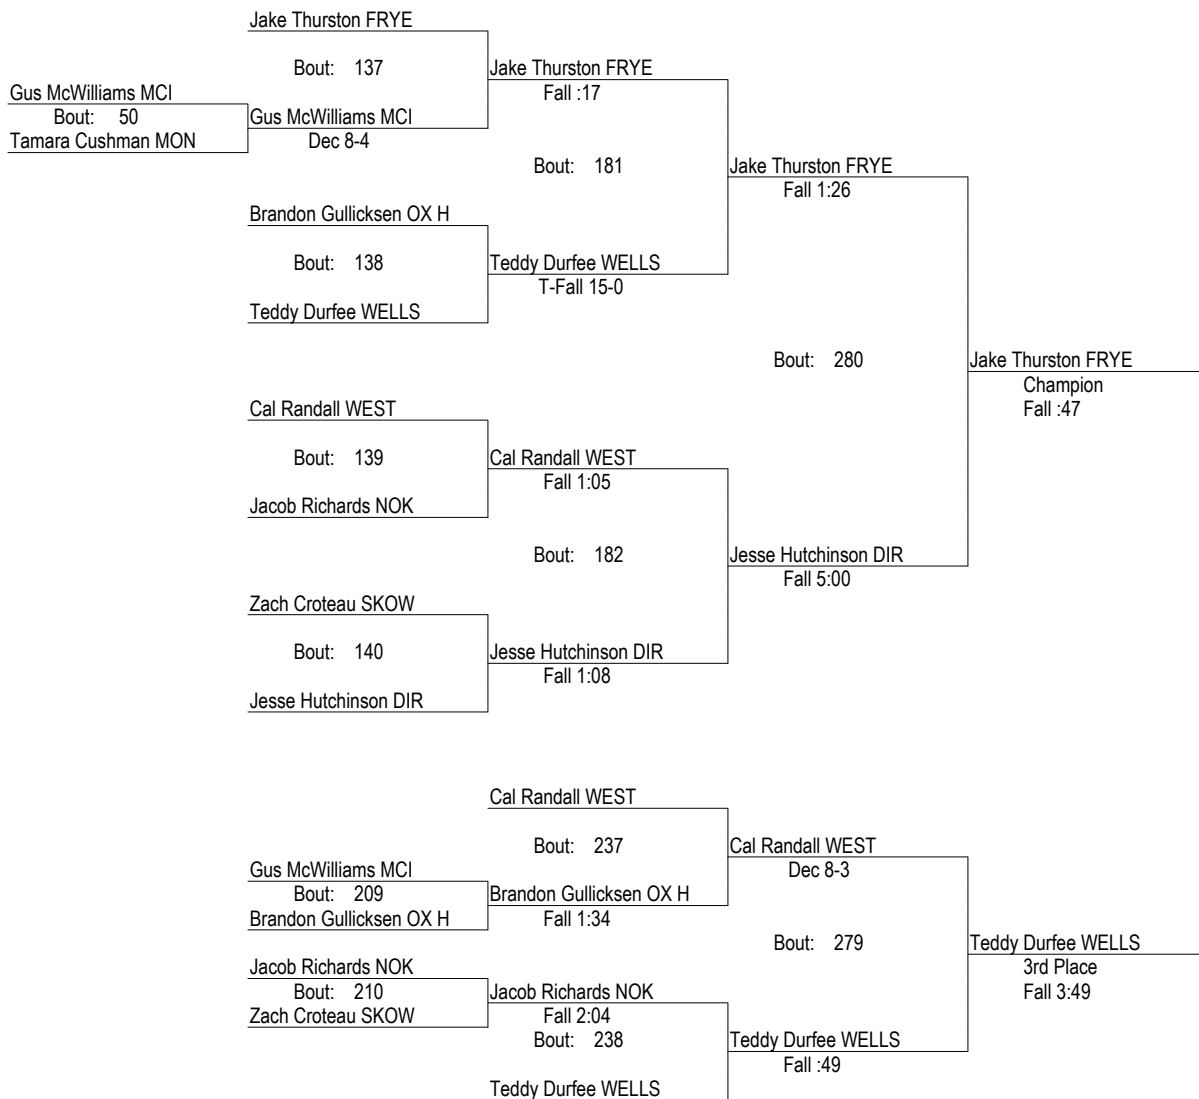 Jake Thurston FRYE
Bout: 137
Jake Thurston FRYE
Fall :17
Gus McWilliams MCI
Bout: 50
Tamara Cushman MON
Gus McWilliams MCI
Dec 8-4
Bout: 181
Jake Thurston FRYE
Fall 1:26
Brandon Gullicksen OX H
Bout: 138
Teddy Durfee WELLS
T-Fall 15-0
Teddy Durfee WELLS
Bout: 280
Jake Thurston FRYE
Champion
Fall :47
Cal Randall WEST
Bout: 139
Cal Randall WEST
Fall 1:05
Jacob Richards NOK
Bout: 182
Jesse Hutchinson DIR
Fall 5:00
Zach Croteau SKOW
Bout: 140
Jesse Hutchinson DIR
Fall 1:08
Jesse Hutchinson DIR
Cal Randall WEST
Bout: 237
Cal Randall WEST
Dec 8-3
Gus McWilliams MCI
Bout: 209
Brandon Gullicksen OX H
Brandon Gullicksen OX H
Fall 1:34
Bout: 279
Teddy Durfee WELLS
3rd Place
Fall 3:49
Jacob Richards NOK
Bout: 210
Zach Croteau SKOW
Jacob Richards NOK
Fall 2:04
Bout: 238
Teddy Durfee WELLS
Fall :49
Teddy Durfee WELLS